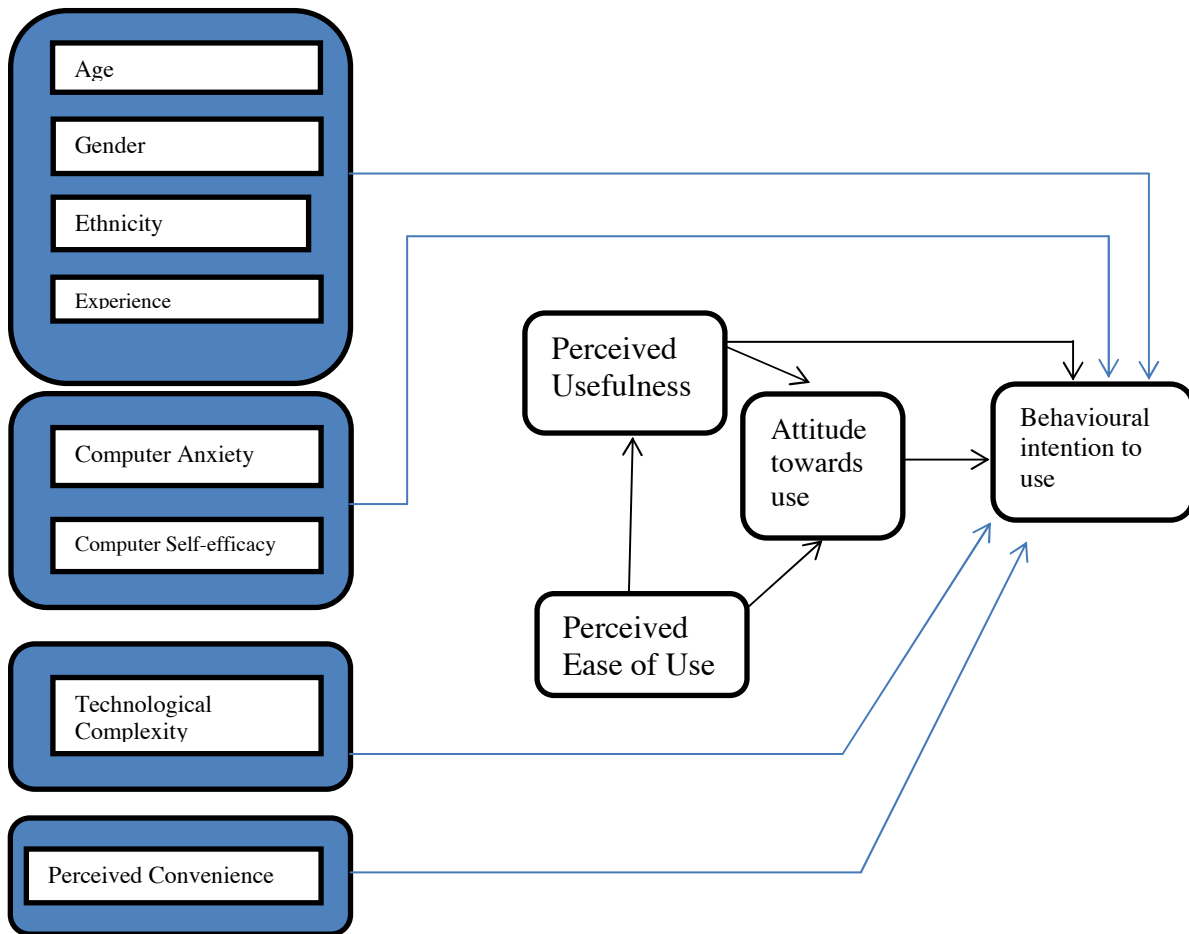 Age
Gender
Ethnicity
Experience
Computer Anxiety
Computer Self-efficacy
Technological
Complexity
Perceived Convenience
Perceived
Usefulness
Perceived
Ease of Use
Attitude
towards
use
Behavioural
intention to
use